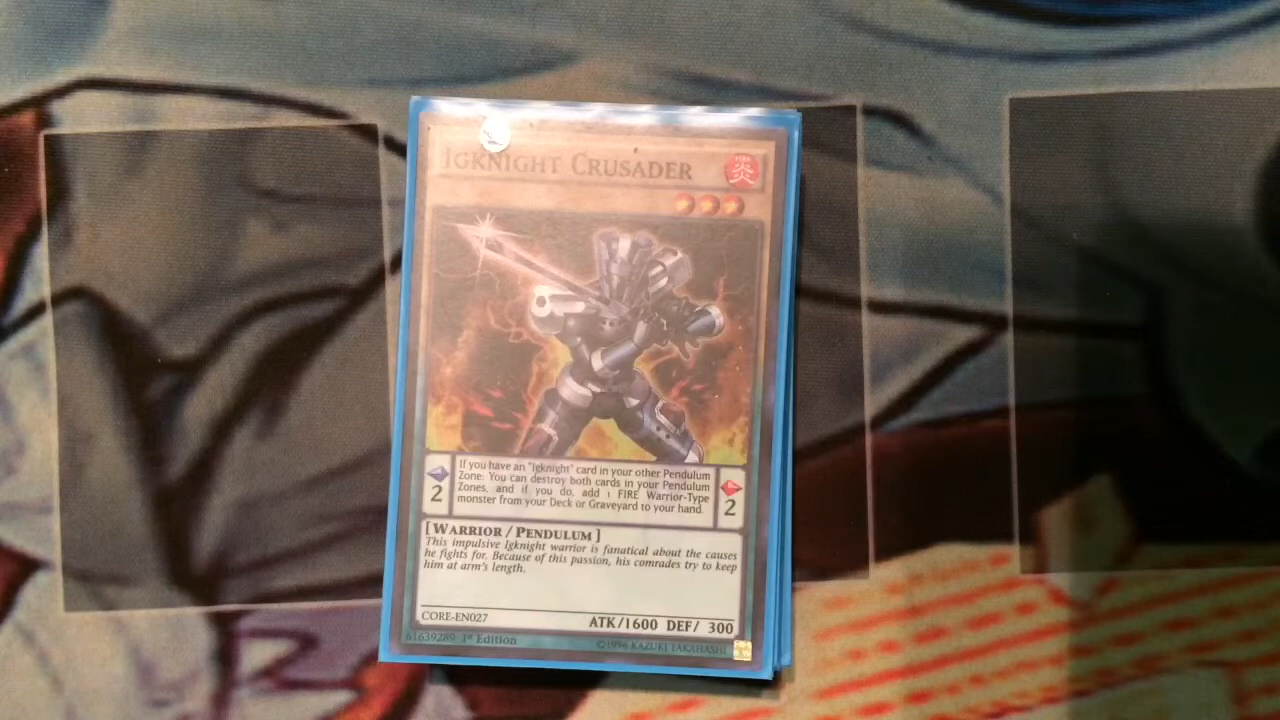 Igknight Crusader
FIRE
炎
2
If you have an "Igknight" card in your other Pendulum
Zone: You can destroy both cards in your Pendulum
Zones, and if you do, add 1 FIRE Warrior-Type
monster from your Deck or Graveyard to your hand.
2
[ Warrior / Pendulum ]
This impulsive Igknight warrior is fanatical about the causes
he fights for. Because of this passion, his comrades try to keep
him at arm's length.
CORE-EN027
ATK/1600 DEF/ 300
61639289 1st Edition
©1996 KAZUKI TAKAHASHI